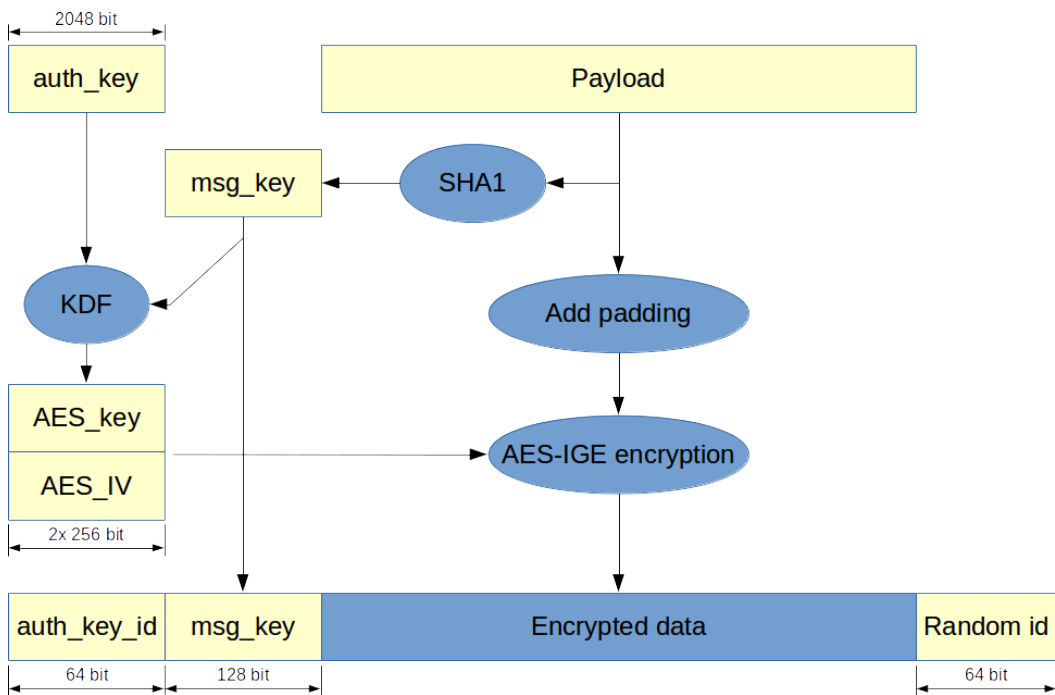 2048 bit
auth_key
Payload
msg_key
SHA1
KDF
Add padding
AES_key
AES-IGE encryption
AES_IV
2x 256 bit
auth_key_id
msg_key
Encrypted data
Random id
64 bit
128 bit
64 bit